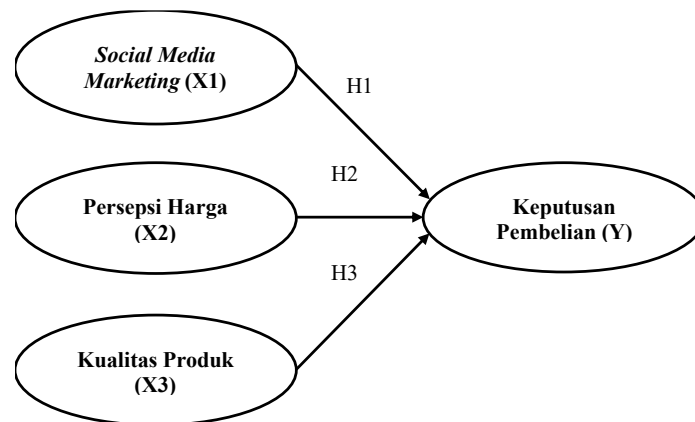 Social Media
Marketing (X1)
H1
H2
Persepsi Harga
(X2)
Keputusan
Pembelian (Y)
H3
Kualitas Produk
(X3)